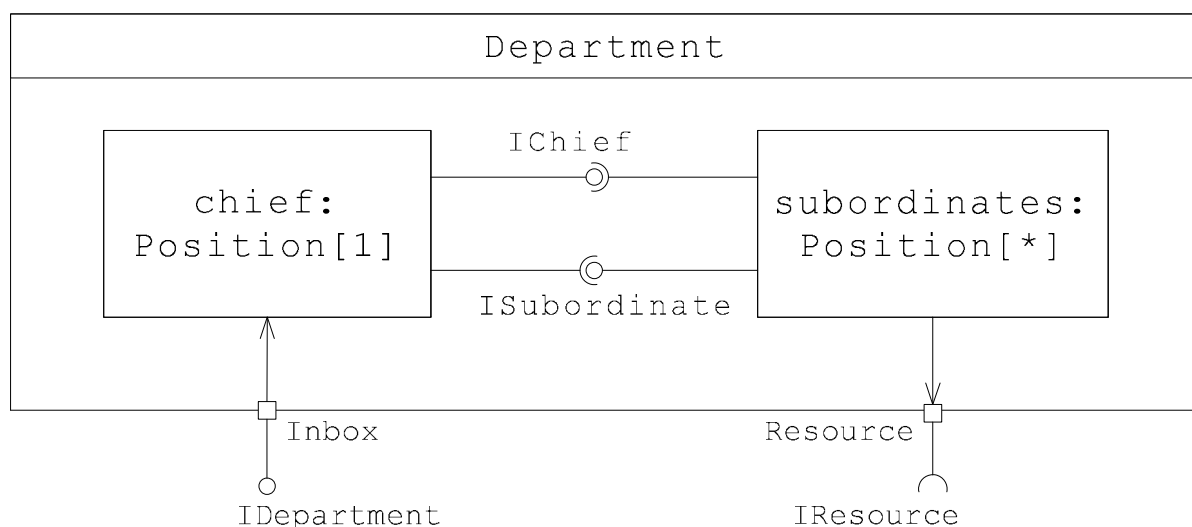 Department
IChief
chief:
Position[1]
subordinates:
Position[*]
ISubordinate
Inbox
Resource
IDepartment
IResource